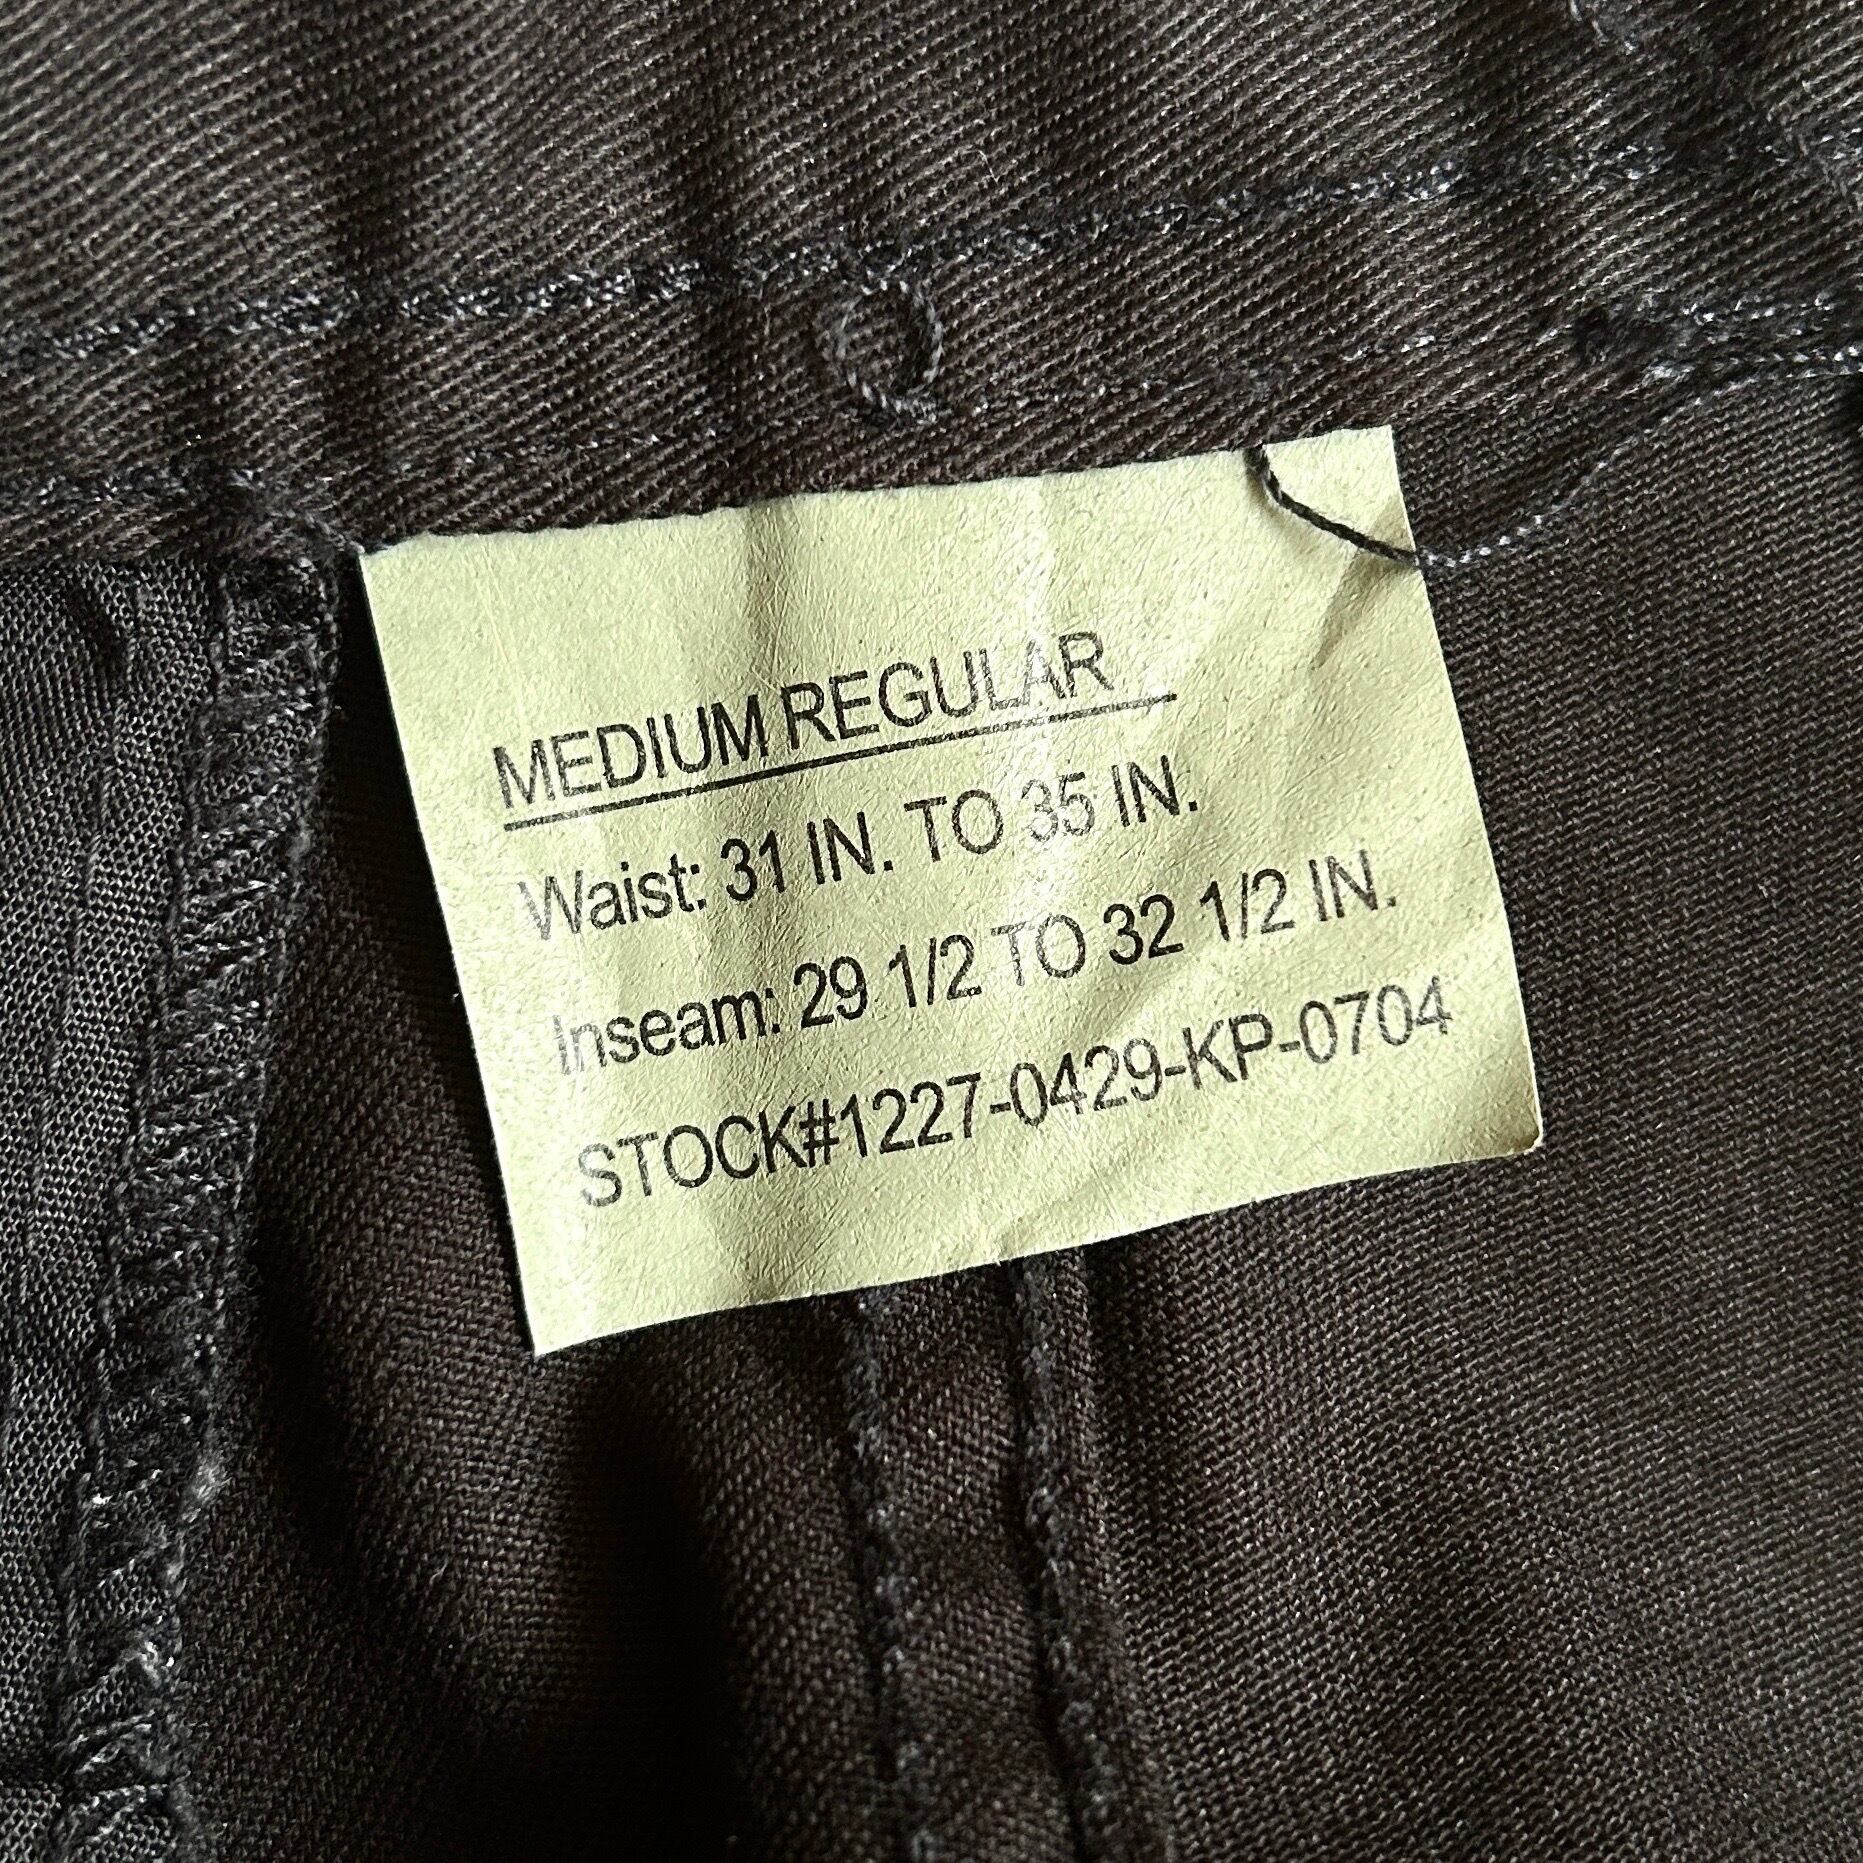 MEDIUM REGULAR
Waist: 31 IN. TO 35 IN.
Inseam: 29 1/2 TO 32 1/2 IN.
STOCK#1227-0429-KP-0704